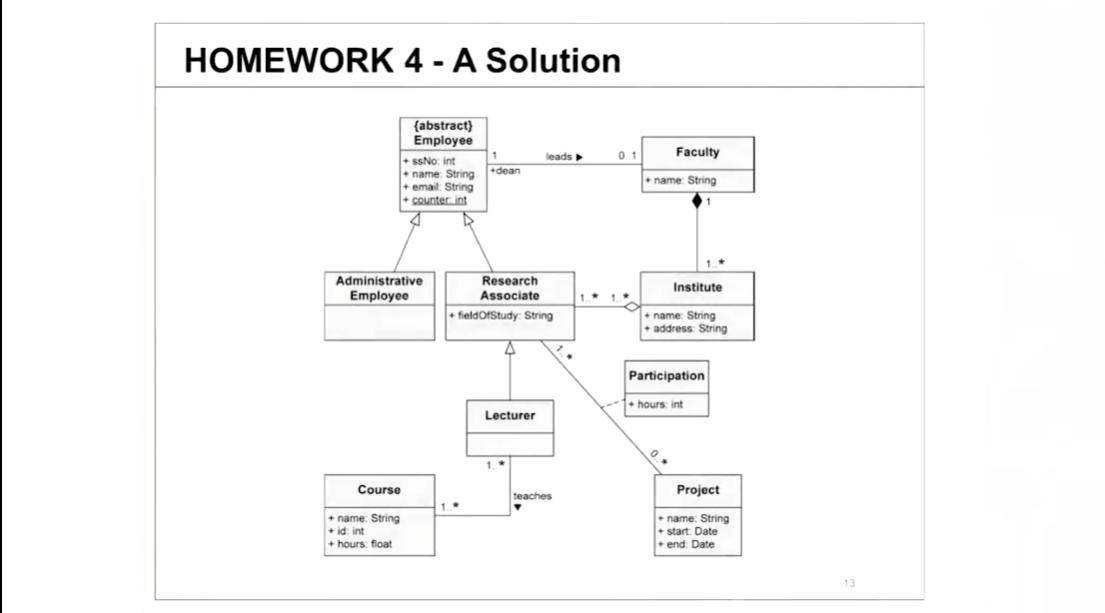 HOMEWORK 4 - A Solution
{abstract}
Employee
+ ssNo: int
+ name: String
+ email: String
+ counter: int
1
leads ▶
0..1
+dean
Faculty
+ name: String
1
1..*
Administrative
Employee
Research
Associate
+ fieldOfStudy: String
1..*
1..*
Institute
+ name: String
+ address: String
1..*
Participation
+ hours: int
Lecturer
1..*
0..*
teaches
▼
Course
+ name: String
+ id: int
+ hours: float
1..*
Project
+ name: String
+ start: Date
+ end: Date
13